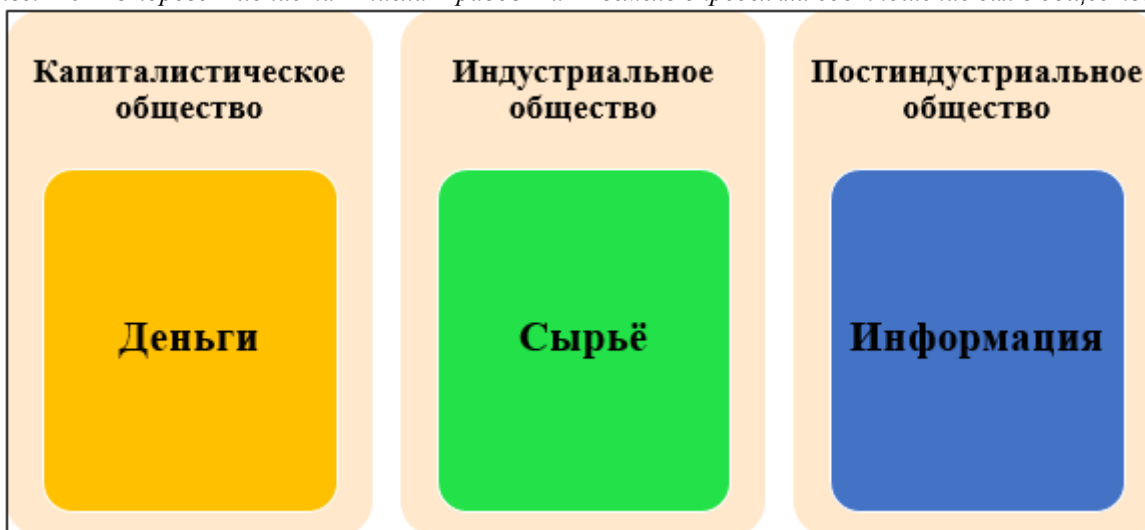 Капиталистическое
общество
Деньги
Индустриальное
общество
Сырьё
Постиндустриальное
общество
Информация